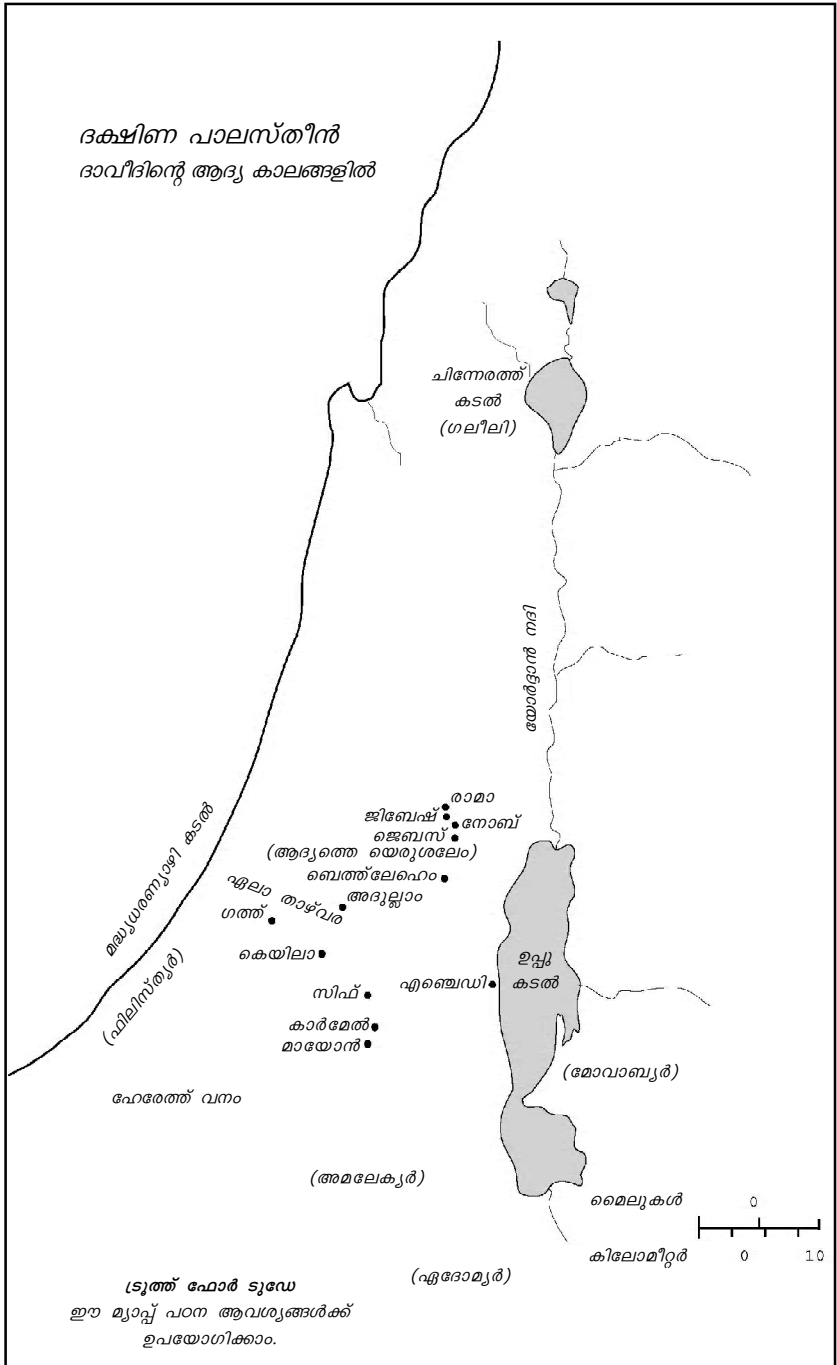 ദക്ഷിണ പാലസ്തീൻ
ദാവീദിന്റെ ആദ്യ കാലങ്ങളിൽ
ചിന്നേരത്ത്
കടൽ
(ഗലീലി)
യോർദ്ദാൻ നദി
രാമാ
ജിബേഷ്
നോബ്
ജെബസ്
(ആദ്യത്തെ യെരുശലേം)
ബെത്ത്ലേഹെം
ഏലാ താഴ്വര
അദുല്ലാം
ഗത്ത്
മദ്ധ്യധരണ്യാഴി കടൽ
(ഫിലിസ്ത്യർ)
കെയിലാ
ഉപ്പു
കടൽ
എഞ്ചെഡി
സിഫ്
കാർമേൽ
മായോൻ
(മോവാബ്യർ)
ഹേരേത്ത് വനം
(അമലേക്യർ)
മൈലുകൾ 0
കിലോമീറ്റർ 0 10
(ഏദോമ്യർ)
ട്രൂത്ത് ഫോർ ടുഡേ
ഈ മ്യാപ്പ് പഠന ആവശ്യങ്ങൾക്ക്
ഉപയോഗിക്കാം.